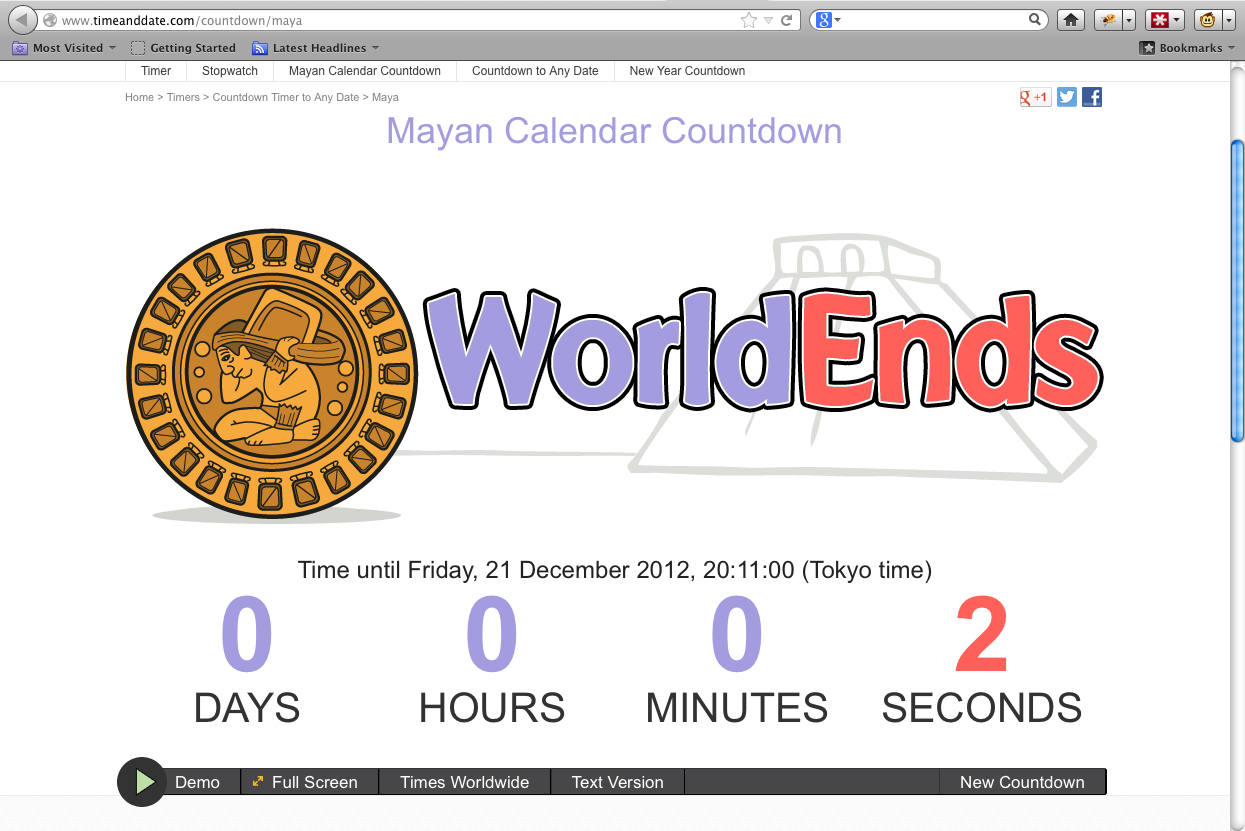 www.timeanddate.com/countdown/maya
Most Visited Getting Started Latest Headlines Bookmarks
Timer Stopwatch Mayan Calendar Countdown Countdown to Any Date New Year Countdown
Home > Timers > Countdown Timer to Any Date > Maya
g +1 f
Mayan Calendar Countdown
WorldEnds
Time until Friday, 21 December 2012, 20:11:00 (Tokyo time)
0 0 0 2
DAYS HOURS MINUTES SECONDS
Demo Full Screen Times Worldwide Text Version New Countdown